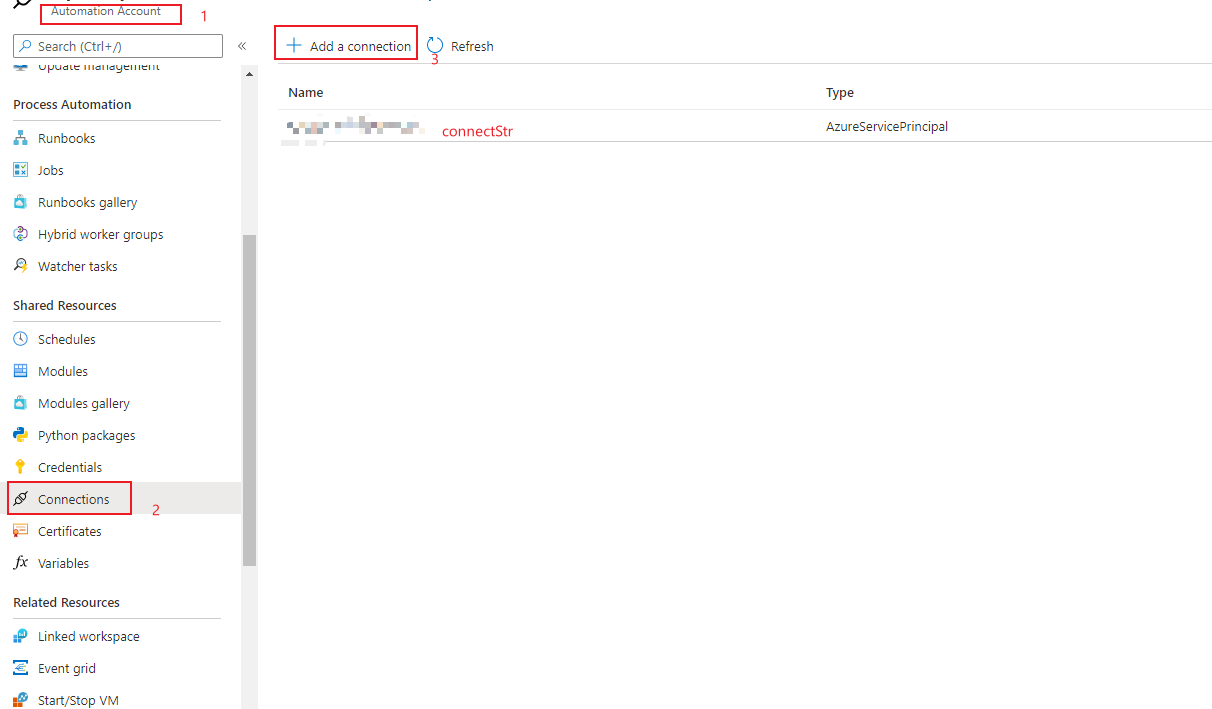 Automation Account
1
Search (Ctrl+/)
«
Add a connection
Refresh
3
Update management
Name
Type
Process Automation
connectStr
AzureServicePrincipal
Runbooks
Jobs
Runbooks gallery
Hybrid worker groups
Watcher tasks
Shared Resources
Schedules
Modules
Modules gallery
Python packages
Credentials
Connections
2
Certificates
Variables
Related Resources
Linked workspace
Event grid
Start/Stop VM